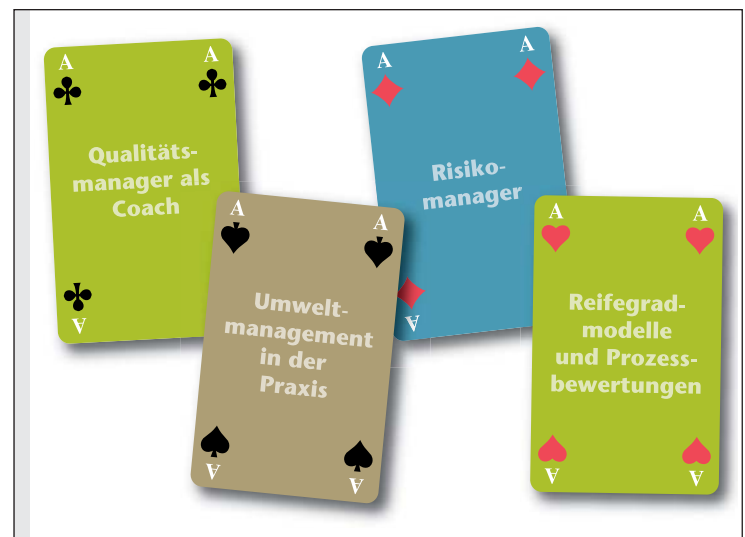 A A
Qualitäts-
manager als
Coach
A
A A
Risiko-
manager
A
A A
Umwelt-
management
in der
Praxis
A A
A A
Reifegrad-
modelle
und Prozess-
bewertungen
A A